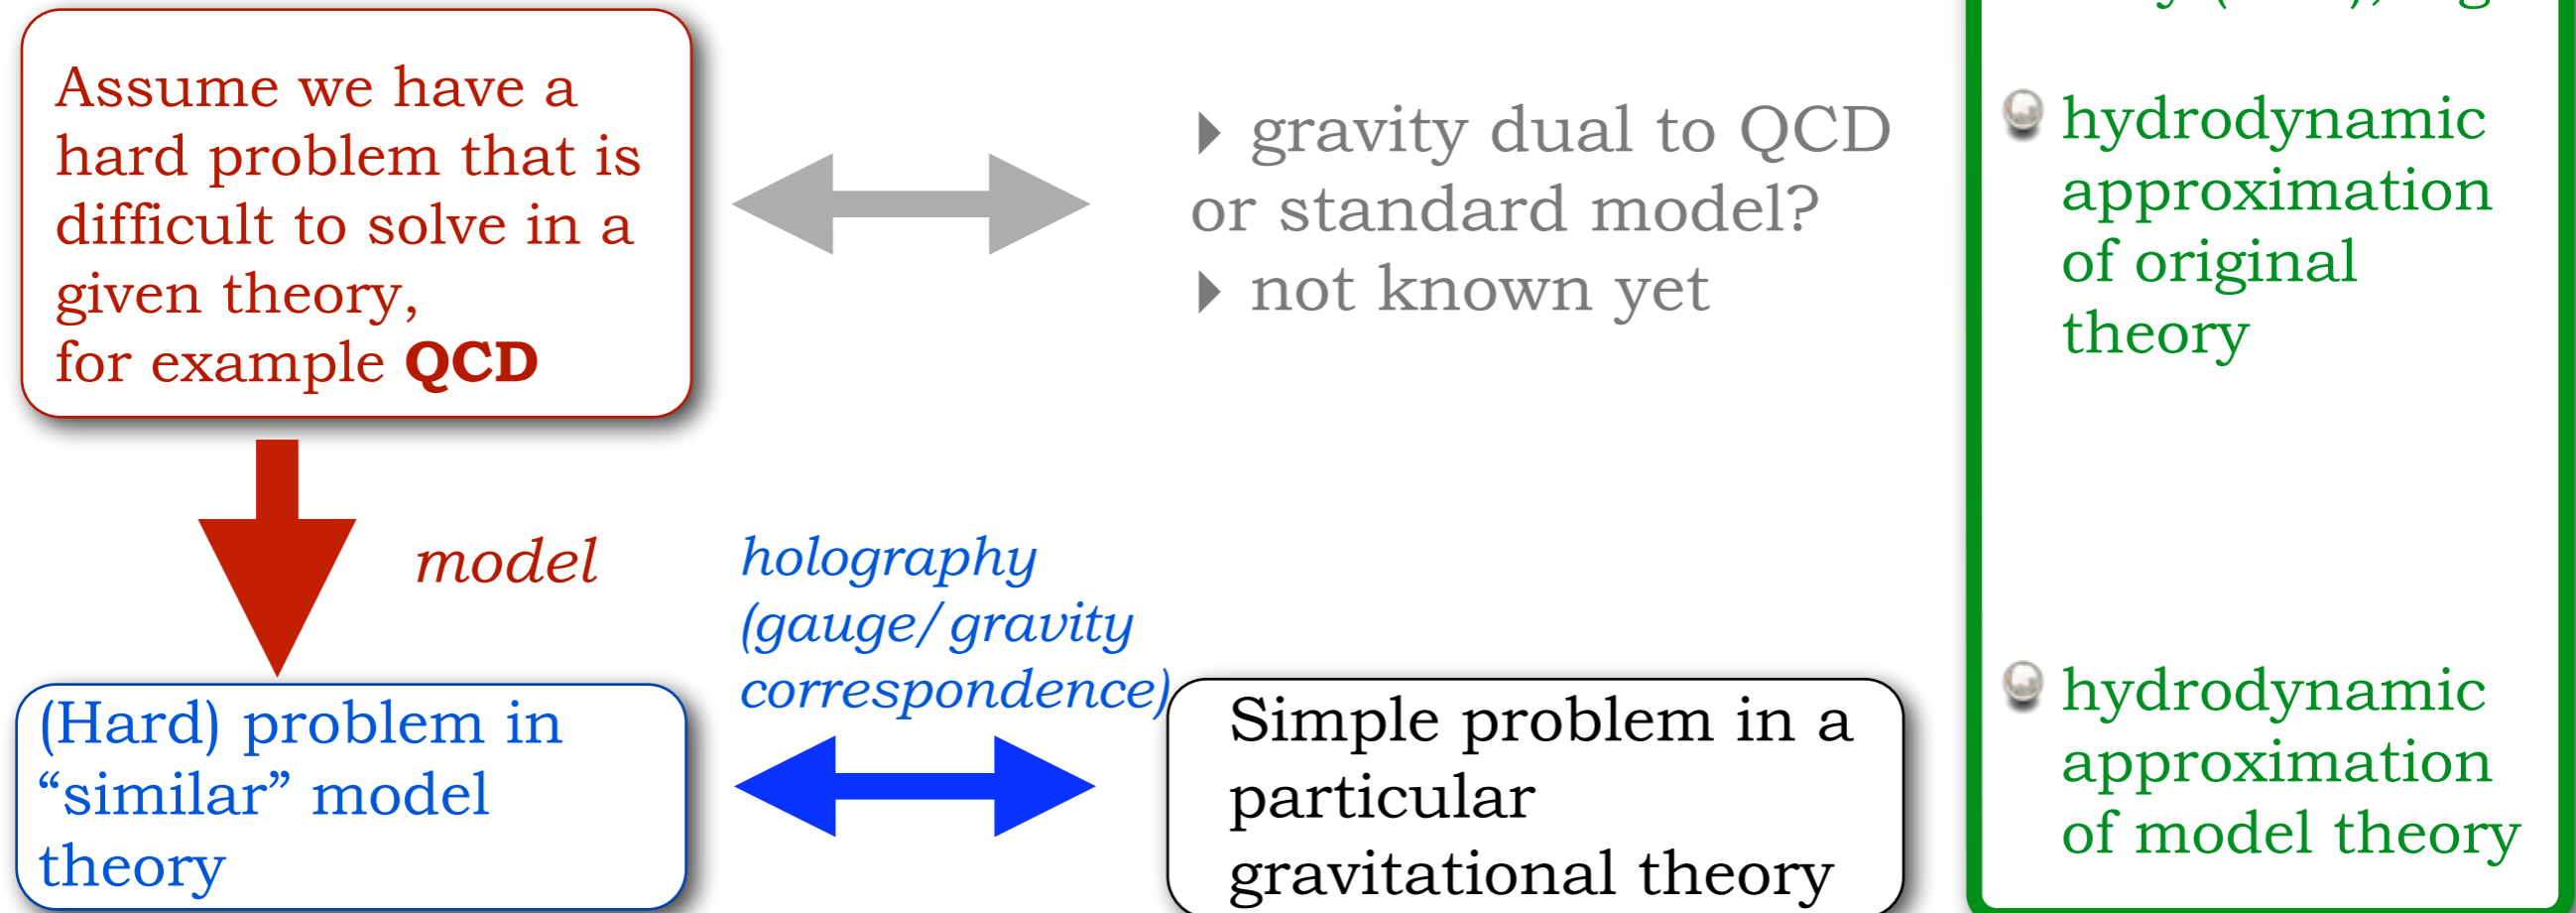 Assume we have a
hard problem that is
difficult to solve in a
given theory,
for example QCD
▸ gravity dual to QCD
or standard model?
▸ not known yet
model
holography
(gauge/gravity
correspondence)
(Hard) problem in
“similar” model
theory
Simple problem in a
particular
gravitational theory
hydrodynamic
approximation
of original
theory
hydrodynamic
approximation
of model theory